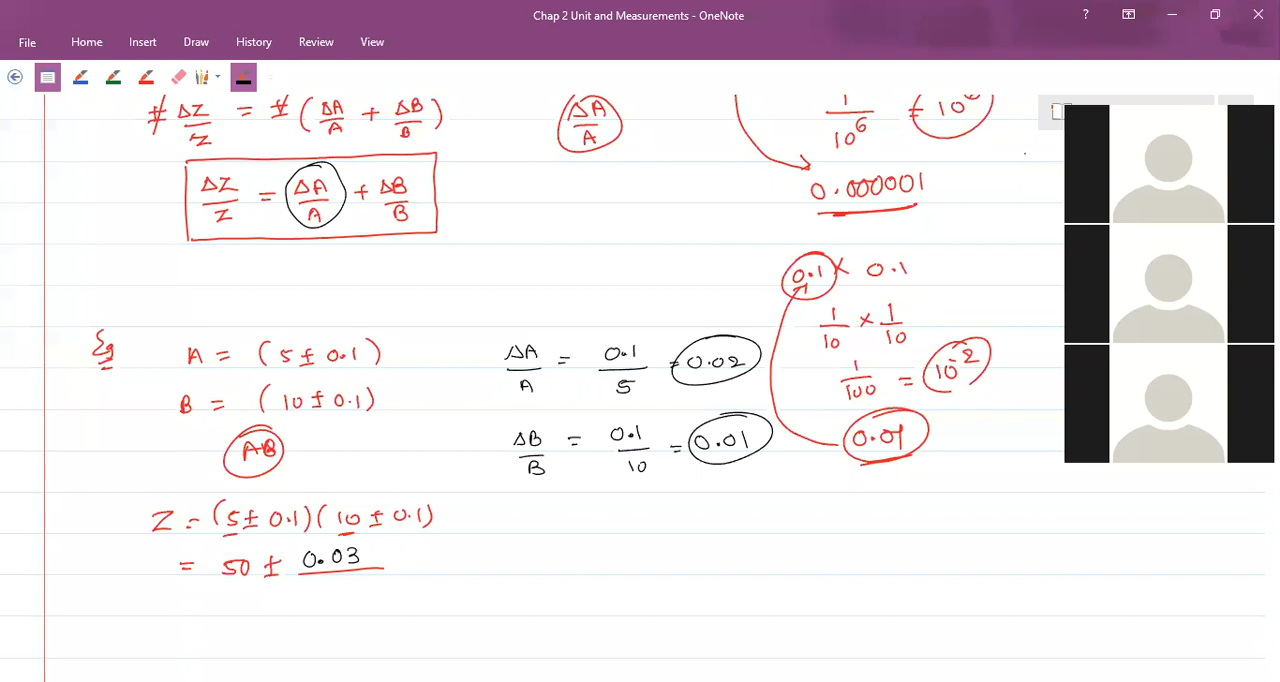 Chap 2 Unit and Measurements - OneNote
File Home Insert Draw History Review View
≠ ΔZ/Z = ± (ΔA/A + ΔB/B)
ΔZ/Z = ΔA/A + ΔB/B
ΔA/A
1/10⁶ =
0.000001
0.1 × 0.1
1/10 × 1/10
1/100 = 10⁻²
0.01
Eg A = (5 ± 0.1)
B = (10 ± 0.1)
AB
ΔA/A = 0.1/5 = 0.02
ΔB/B = 0.1/10 = 0.01
Z = (5 ± 0.1)(10 ± 0.1)
= 50 ± 0.03